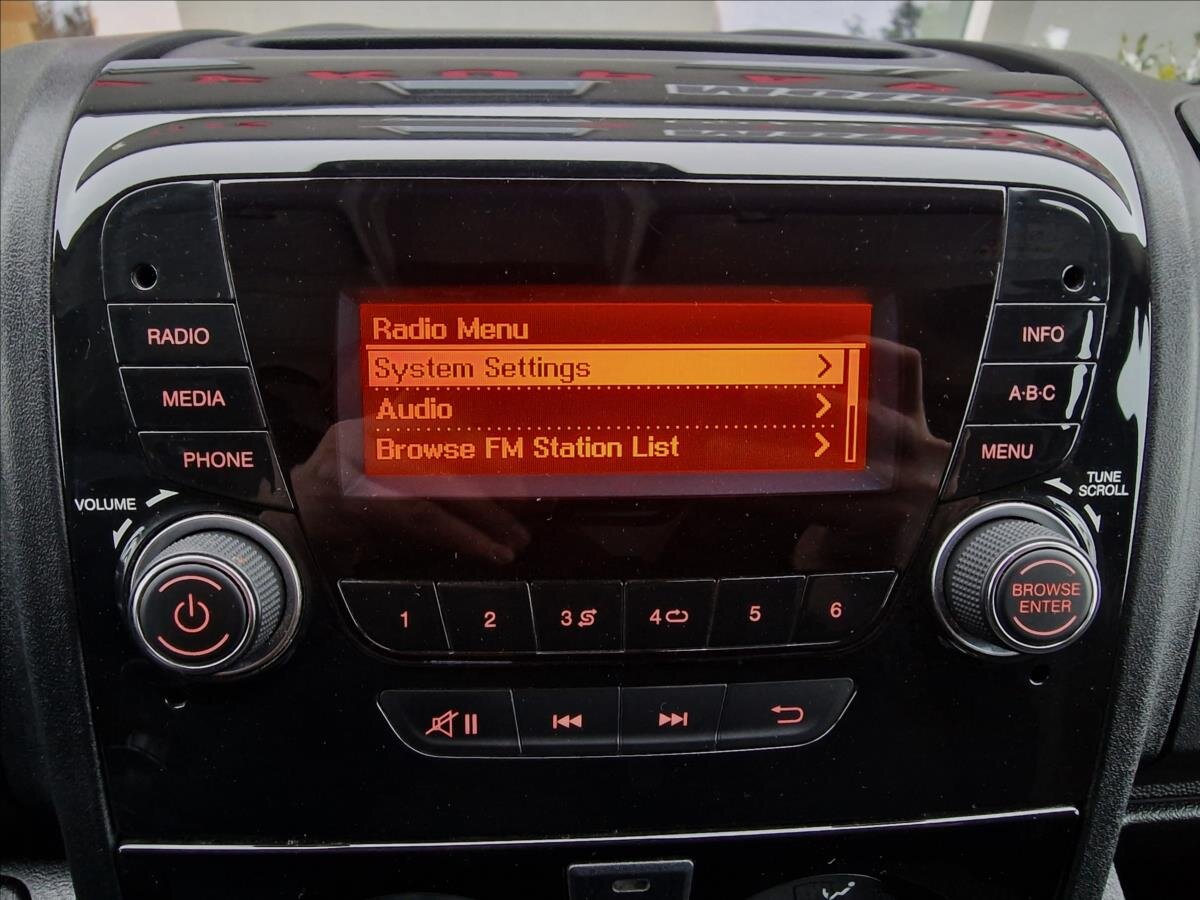 RADIO
MEDIA
PHONE
VOLUME
Radio Menu
System Settings
Audio
Browse FM Station List
INFO
A·B·C
MENU
TUNE
SCROLL
BROWSE
ENTER
1
2
3
4
5
6